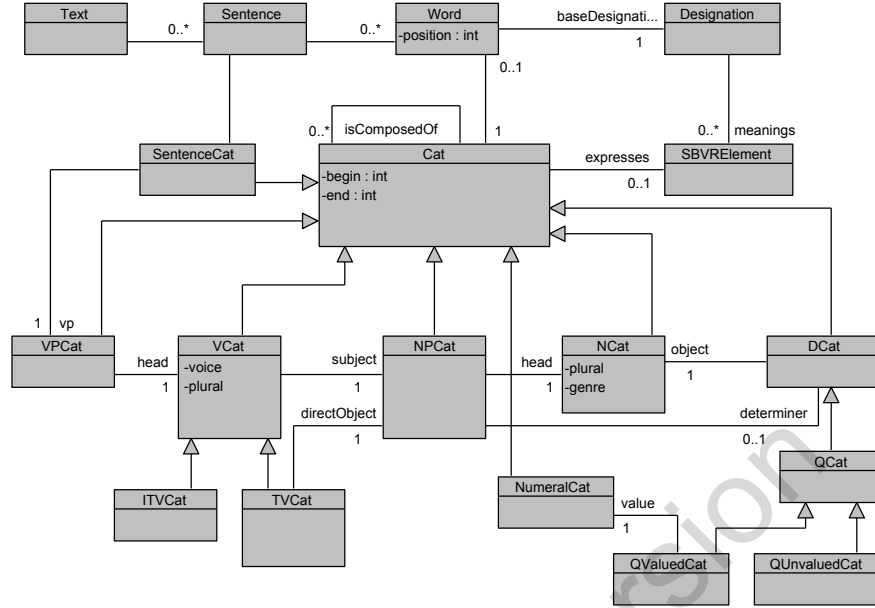 Text
0..*
Sentence
0..*
Word
-position : int
baseDesignati...
1
Designation
0..1
0..*
isComposedOf
1
0..* meanings
SentenceCat
Cat
-begin : int
-end : int
expresses
0..1
SBVRElement
1 vp
VPCat
head
1
VCat
-voice
-plural
subject
1
NPCat
head
1
NCat
-plural
-genre
object
1
DCat
directObject
1
determiner
0..1
QCat
ITVCat
TVCat
NumeralCat
value
1
QValuedCat
QUnvaluedCat
rsion